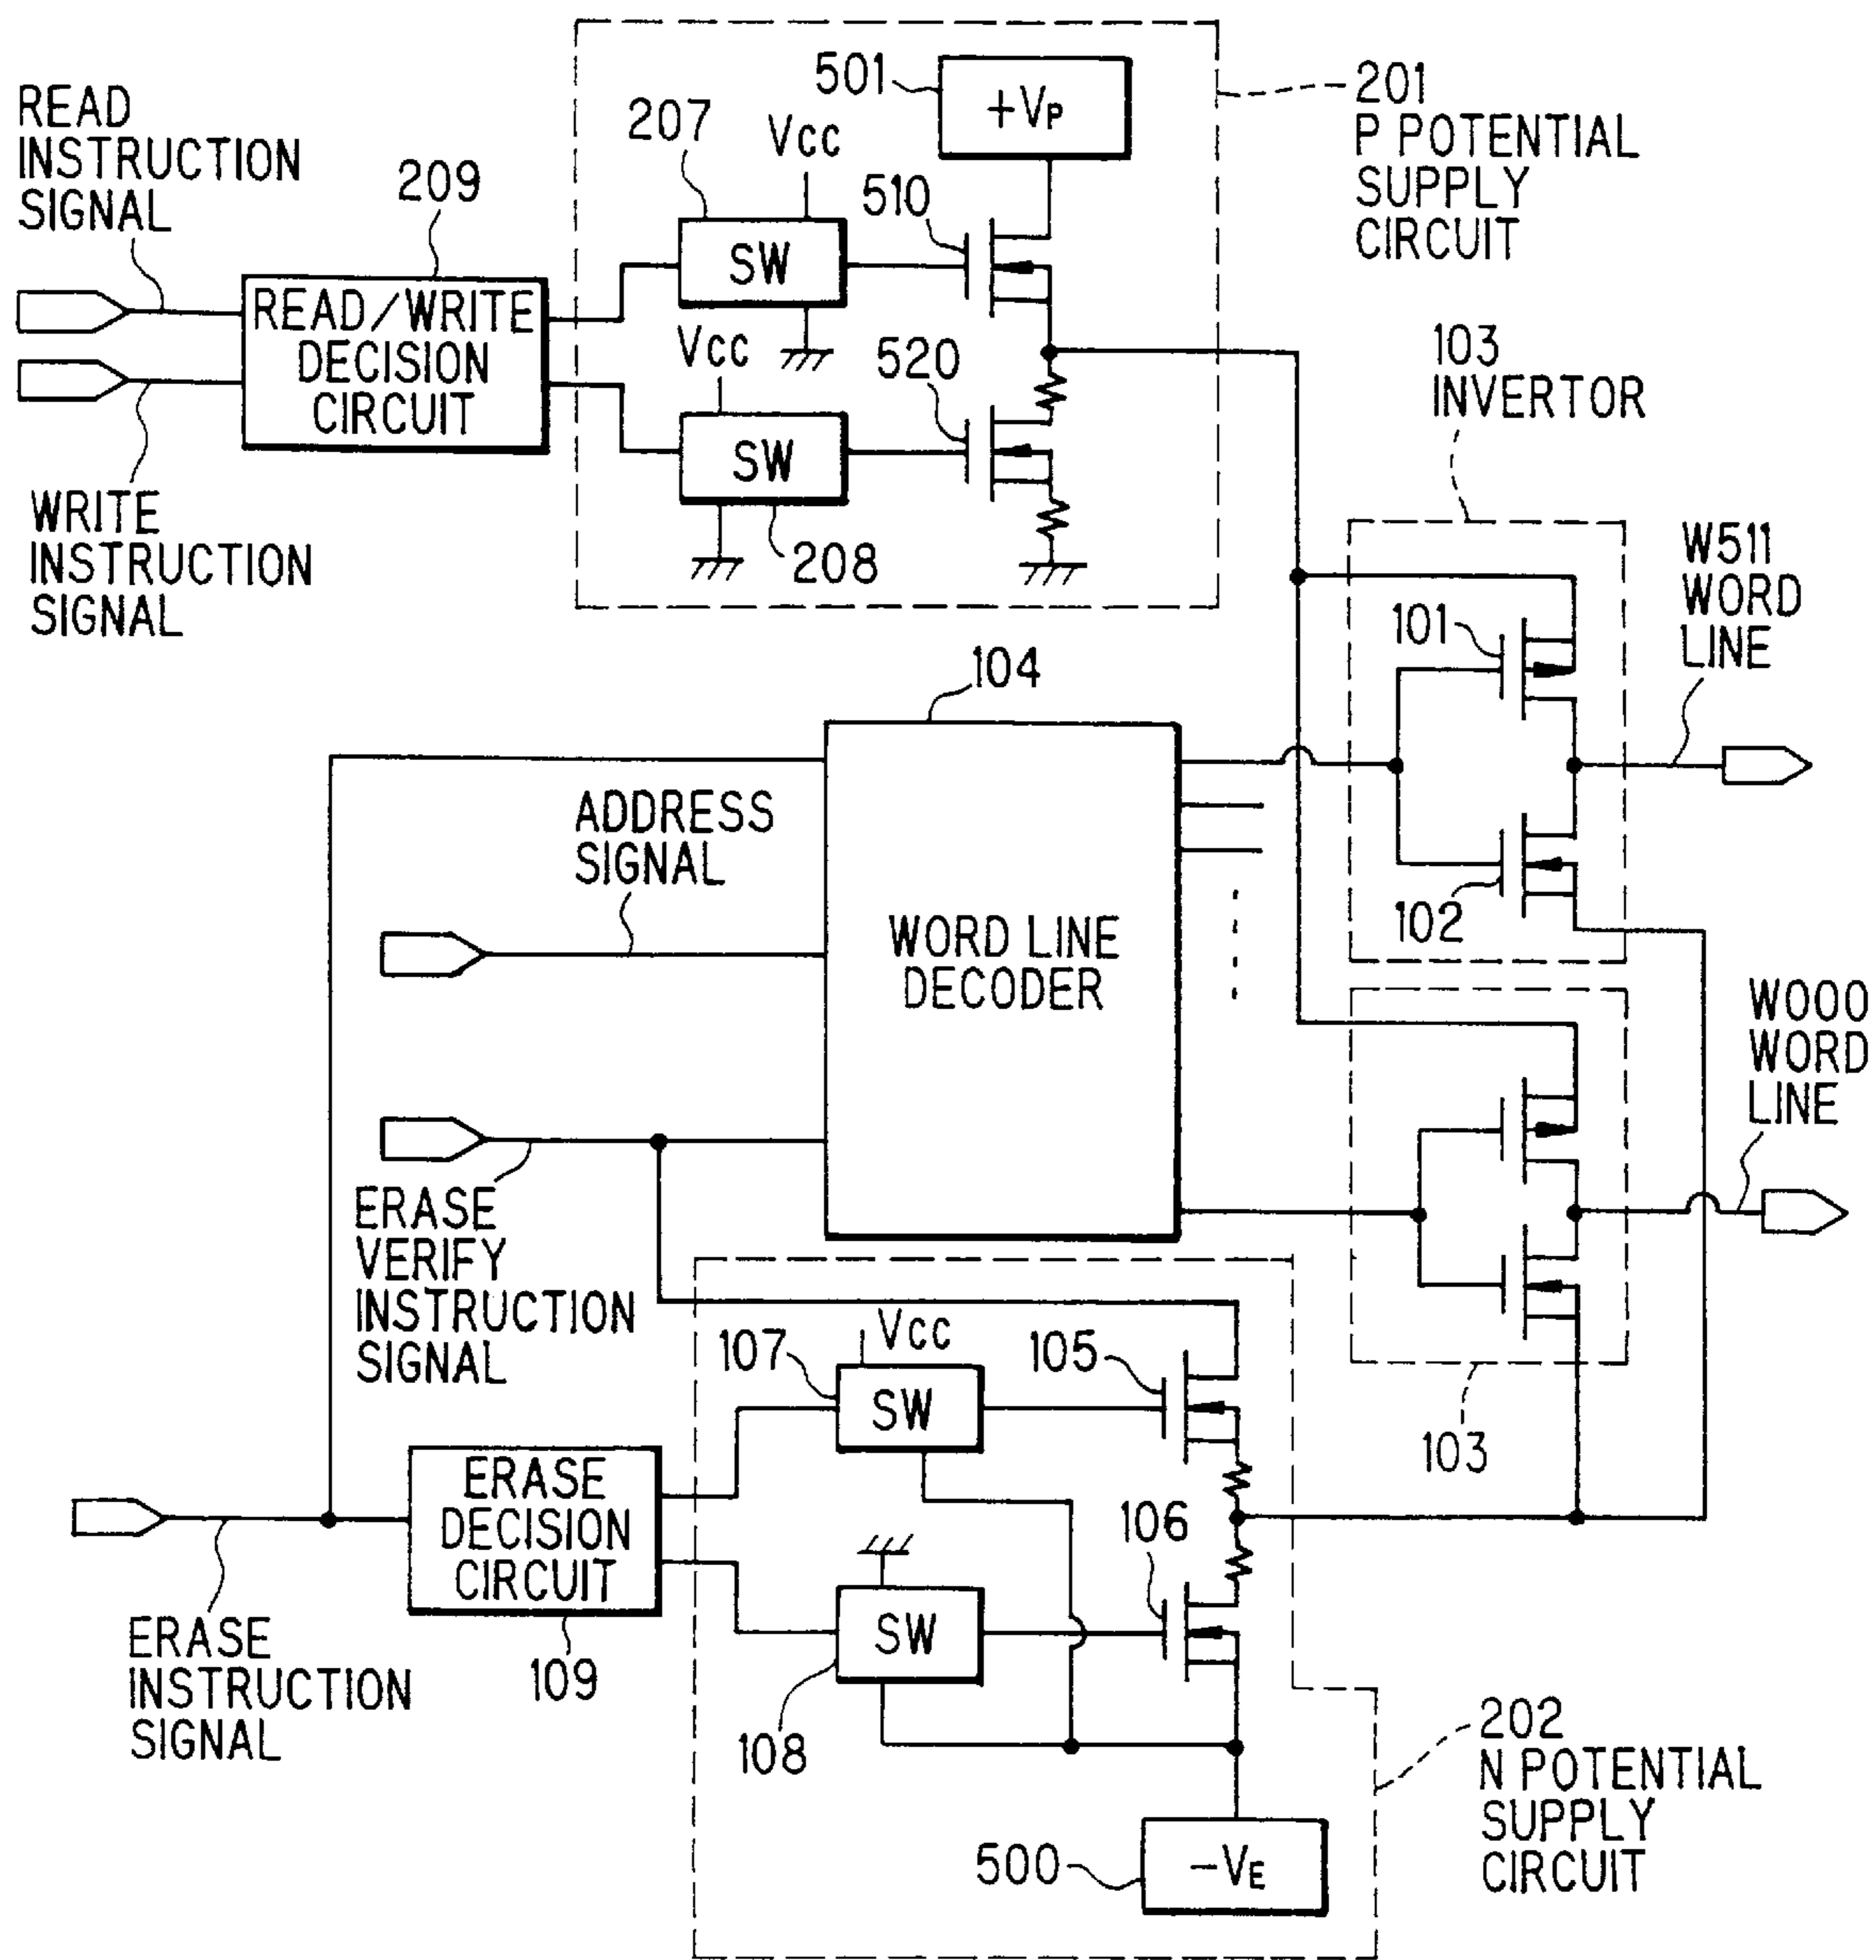 READ
INSTRUCTION
SIGNAL
209
READ/WRITE
DECISION
CIRCUIT
WRITE
INSTRUCTION
SIGNAL
207
Vcc
SW
Vcc
SW
208
501
+VP
510
520
201
P POTENTIAL
SUPPLY
CIRCUIT
103
INVERTOR
101
102
W511
WORD
LINE
104
WORD LINE
DECODER
ADDRESS
SIGNAL
ERASE
VERIFY
INSTRUCTION
SIGNAL
W000
WORD
LINE
103
107
Vcc
SW
105
ERASE
DECISION
CIRCUIT
109
ERASE
INSTRUCTION
SIGNAL
106
SW
108
500
-VE
202
N POTENTIAL
SUPPLY
CIRCUIT